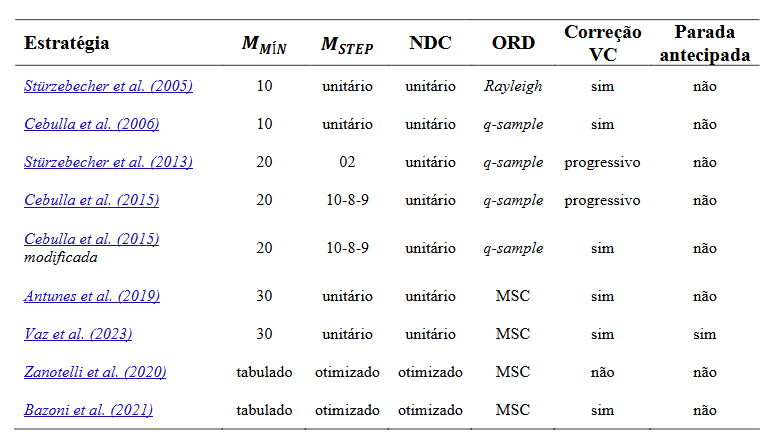 Estratégia M_MÍN M_STEP NDC ORD Correção VC Parada antecipada
Stürzebecher et al. (2005) 10 unitário unitário Rayleigh sim não
Cebulla et al. (2006) 10 unitário unitário q-sample sim não
Stürzebecher et al. (2013) 20 02 unitário q-sample progressivo não
Cebulla et al. (2015) 20 10-8-9 unitário q-sample progressivo não
Cebulla et al. (2015) modificada 20 10-8-9 unitário q-sample sim não
Antunes et al. (2019) 30 unitário unitário MSC sim não
Vaz et al. (2023) 30 unitário unitário MSC sim sim
Zanotelli et al. (2020) tabulado otimizado otimizado MSC não não
Bazoni et al. (2021) tabulado otimizado otimizado MSC sim não